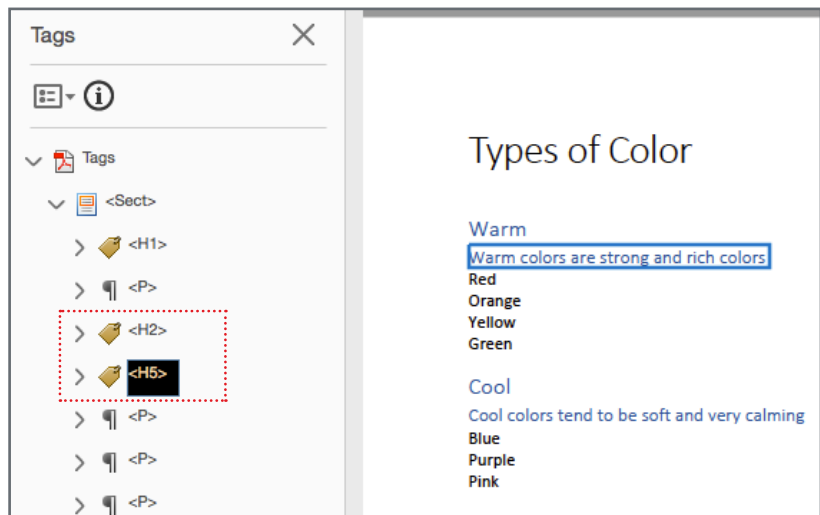 Tags
Tags
<Sect>
<H1>
<P>
<H2>
<H5>
<P>
<P>
<P>
Types of Color
Warm
Warm colors are strong and rich colors
Red
Orange
Yellow
Green
Cool
Cool colors tend to be soft and very calming
Blue
Purple
Pink